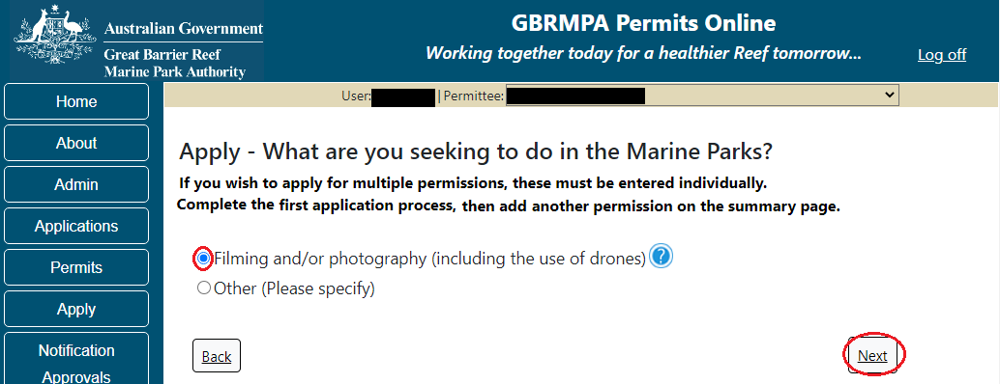 Australian Government
Great Barrier Reef
Marine Park Authority
GBRMPA Permits Online
Working together today for a healthier Reef tomorrow...
Log off
User:
| Permittee:
Home
About
Admin
Applications
Permits
Apply
Notification
Approvals
Apply - What are you seeking to do in the Marine Parks?
If you wish to apply for multiple permissions, these must be entered individually.
Complete the first application process, then add another permission on the summary page.
Filming and/or photography (including the use of drones) ?
Other (Please specify)
Back
Next